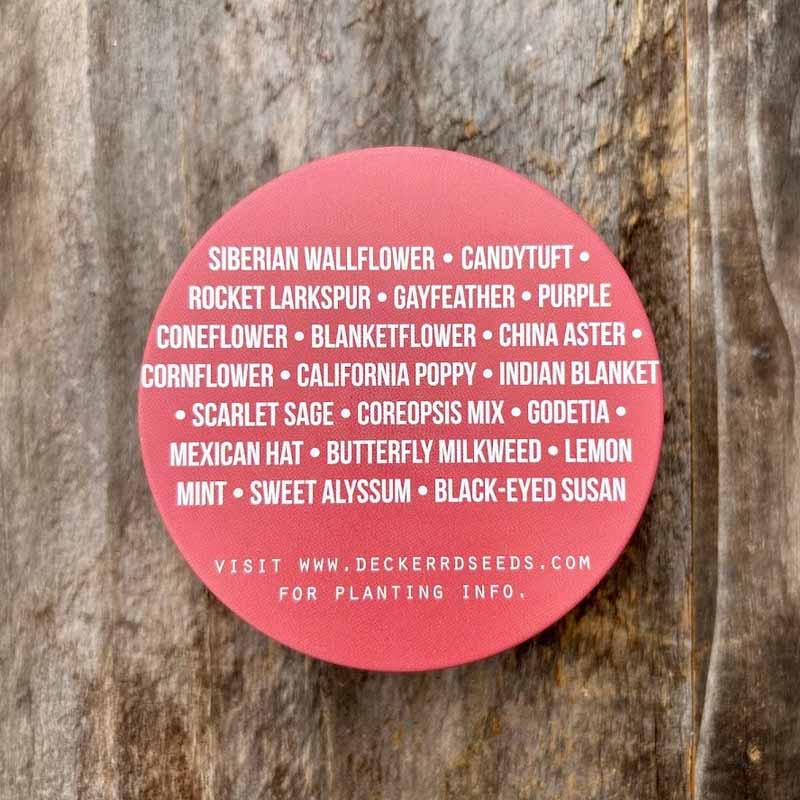 SIBERIAN WALLFLOWER • CANDYTUFT •
ROCKET LARKSPUR • GAYFEATHER • PURPLE
CONEFLOWER • BLANKETFLOWER • CHINA ASTER •
CORNFLOWER • CALIFORNIA POPPY • INDIAN BLANKET
• SCARLET SAGE • COREOPSIS MIX • GODETIA •
MEXICAN HAT • BUTTERFLY MILKWEED • LEMON
MINT • SWEET ALYSSUM • BLACK-EYED SUSAN
VISIT WWW.DECKERRDSEEDS.COM
FOR PLANTING INFO.